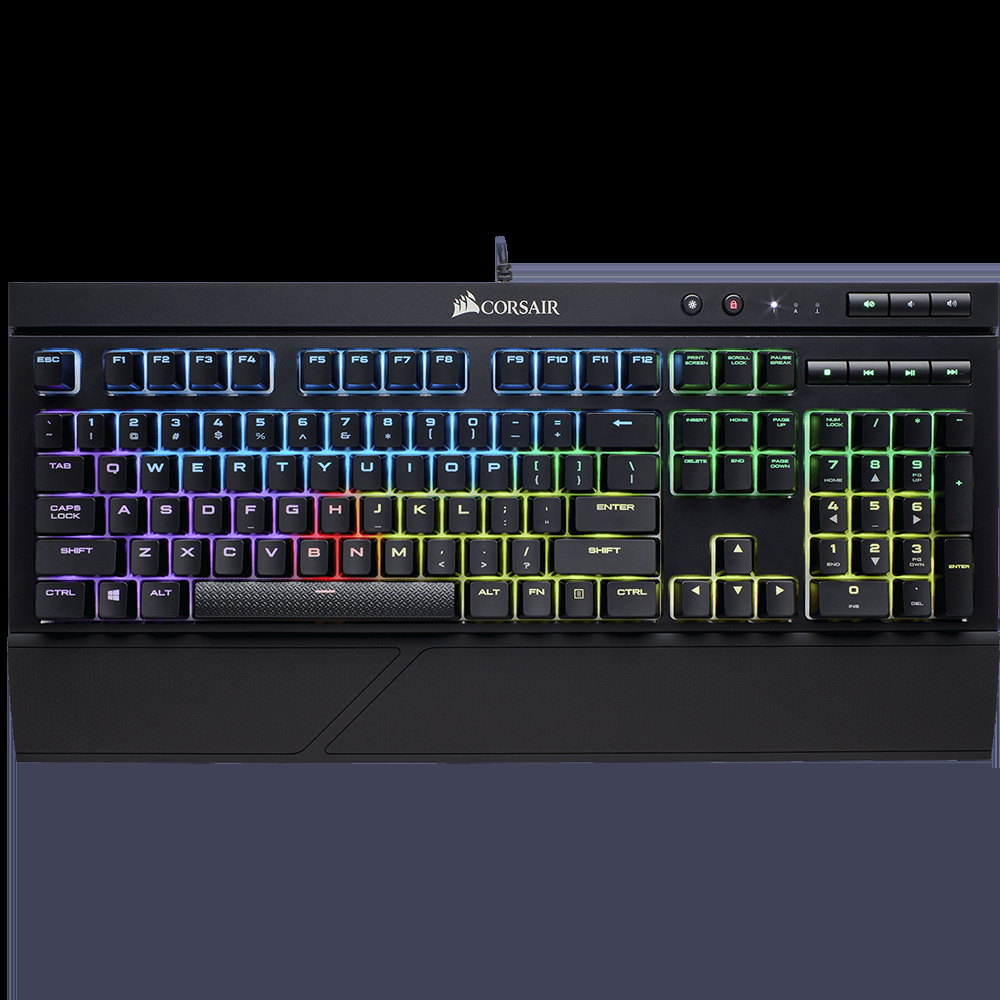 CORSAIR
A
ESC F1 F2 F3 F4 F5 F6 F7 F8 F9 F10 F11 F12 PRINT SCREEN SCROLL LOCK PAUSE BREAK
` ~ 1 ! 2 @ 3 # 4 $ 5 % 6 ^ 7 & 8 * 9 ( 0 ) - _ = + ← INSERT HOME PAGE UP NUM LOCK / * -
TAB Q W E R T Y U I O P [ { ] } \ | DELETE END PAGE DOWN 7 HOME 8 ▲ 9 PG UP +
CAPS LOCK A S D F G H J K L ; : ' " ENTER 4 ◀ 5 6 ▶
SHIFT Z X C V B N M , < . > / ? SHIFT ▲ 1 END 2 ▼ 3 PG DWN ENTER
CTRL ALT ALT FN CTRL ◀ ▼ ▶ 0 INS . DEL